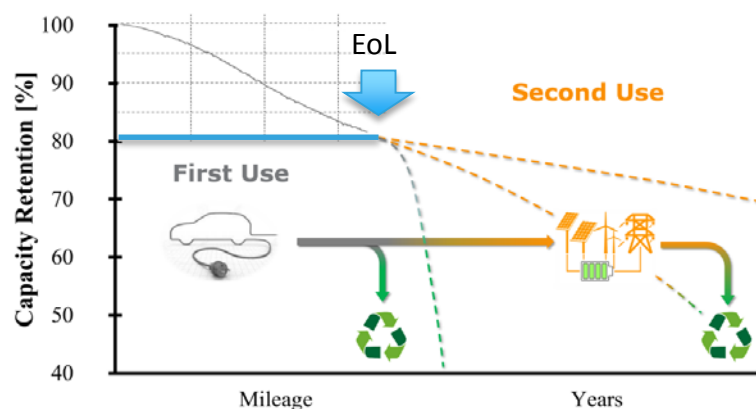 Capacity Retention [%]
100
90
80
70
60
50
40
EoL
Second Use
First Use
Mileage
Years